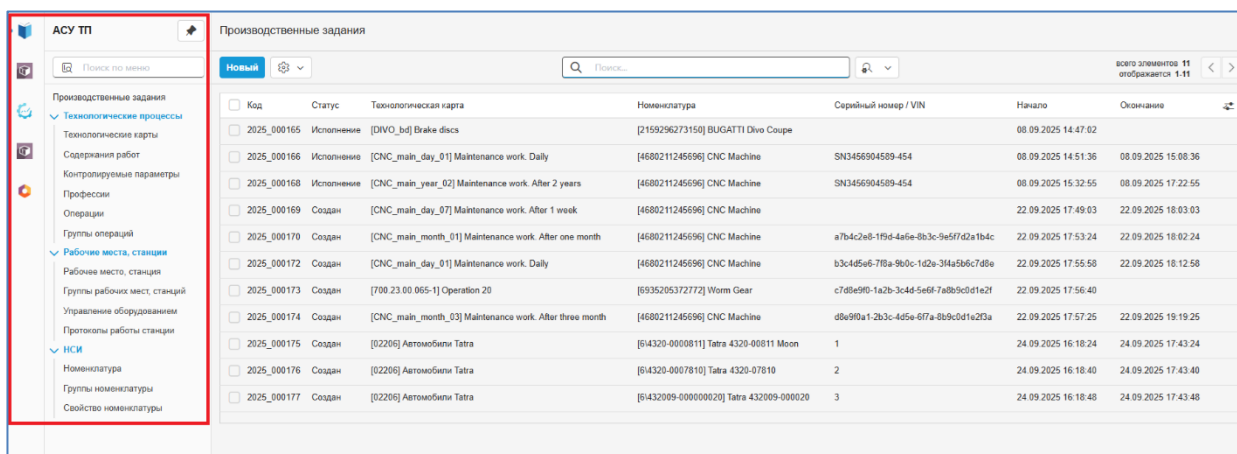 АСУ ТП
Поиск по меню
Производственные задания
Технологические процессы
Технологические карты
Содержания работ
Контролируемые параметры
Профессии
Операции
Группы операций
Рабочие места, станции
Рабочее место, станция
Группы рабочих мест, станций
Управление оборудованием
Протоколы работы станции
НСИ
Номенклатура
Группы номенклатуры
Свойство номенклатуры
Производственные задания
Новый
Поиск...
всего элементов 11
отображается 1-11
Код Статус Технологическая карта Номенклатура Серийный номер / VIN Начало Окончание
2025_000165 Исполнение [DIVO_bd] Brake discs [2159296273150] BUGATTI Divo Coupe 08.09.2025 14:47:02
2025_000166 Исполнение [CNC_main_day_01] Maintenance work. Daily [4680211245696] CNC Machine SN3456904589-454 08.09.2025 14:51:36 08.09.2025 15:08:36
2025_000168 Исполнение [CNC_main_year_02] Maintenance work. After 2 years [4680211245696] CNC Machine SN3456904589-454 08.09.2025 15:32:55 08.09.2025 17:22:55
2025_000169 Создан [CNC_main_day_07] Maintenance work. After 1 week [4680211245696] CNC Machine 22.09.2025 17:49:03 22.09.2025 18:03:03
2025_000170 Создан [CNC_main_month_01] Maintenance work. After one month [4680211245696] CNC Machine a7b4c2e8-1f9d-4a6e-8b3c-9e5f7d2a1b4c 22.09.2025 17:53:24 22.09.2025 18:02:24
2025_000172 Создан [CNC_main_day_01] Maintenance work. Daily [4680211245696] CNC Machine b3c4d5e6-7f8a-9b0c-1d2e-3f4a5b6c7d8e 22.09.2025 17:55:58 22.09.2025 18:12:58
2025_000173 Создан [700.23.00.065-1] Operation 20 [6935205372772] Worm Gear c7d8e9f0-1a2b-3c4d-5e6f-7a8b9c0d1e2f 22.09.2025 17:56:40
2025_000174 Создан [CNC_main_month_03] Maintenance work. After three month [4680211245696] CNC Machine d8e9f0a1-2b3c-4d5e-6f7a-8b9c0d1e2f3a 22.09.2025 17:57:25 22.09.2025 19:19:25
2025_000175 Создан [02206] Автомобили Tatra [6\4320-0000811] Tatra 4320-00811 Moon 1 24.09.2025 16:18:24 24.09.2025 17:43:24
2025_000176 Создан [02206] Автомобили Tatra [6\4320-0007810] Tatra 4320-07810 2 24.09.2025 16:18:40 24.09.2025 17:43:40
2025_000177 Создан [02206] Автомобили Tatra [6\432009-000000020] Tatra 432009-000020 3 24.09.2025 16:18:48 24.09.2025 17:43:48